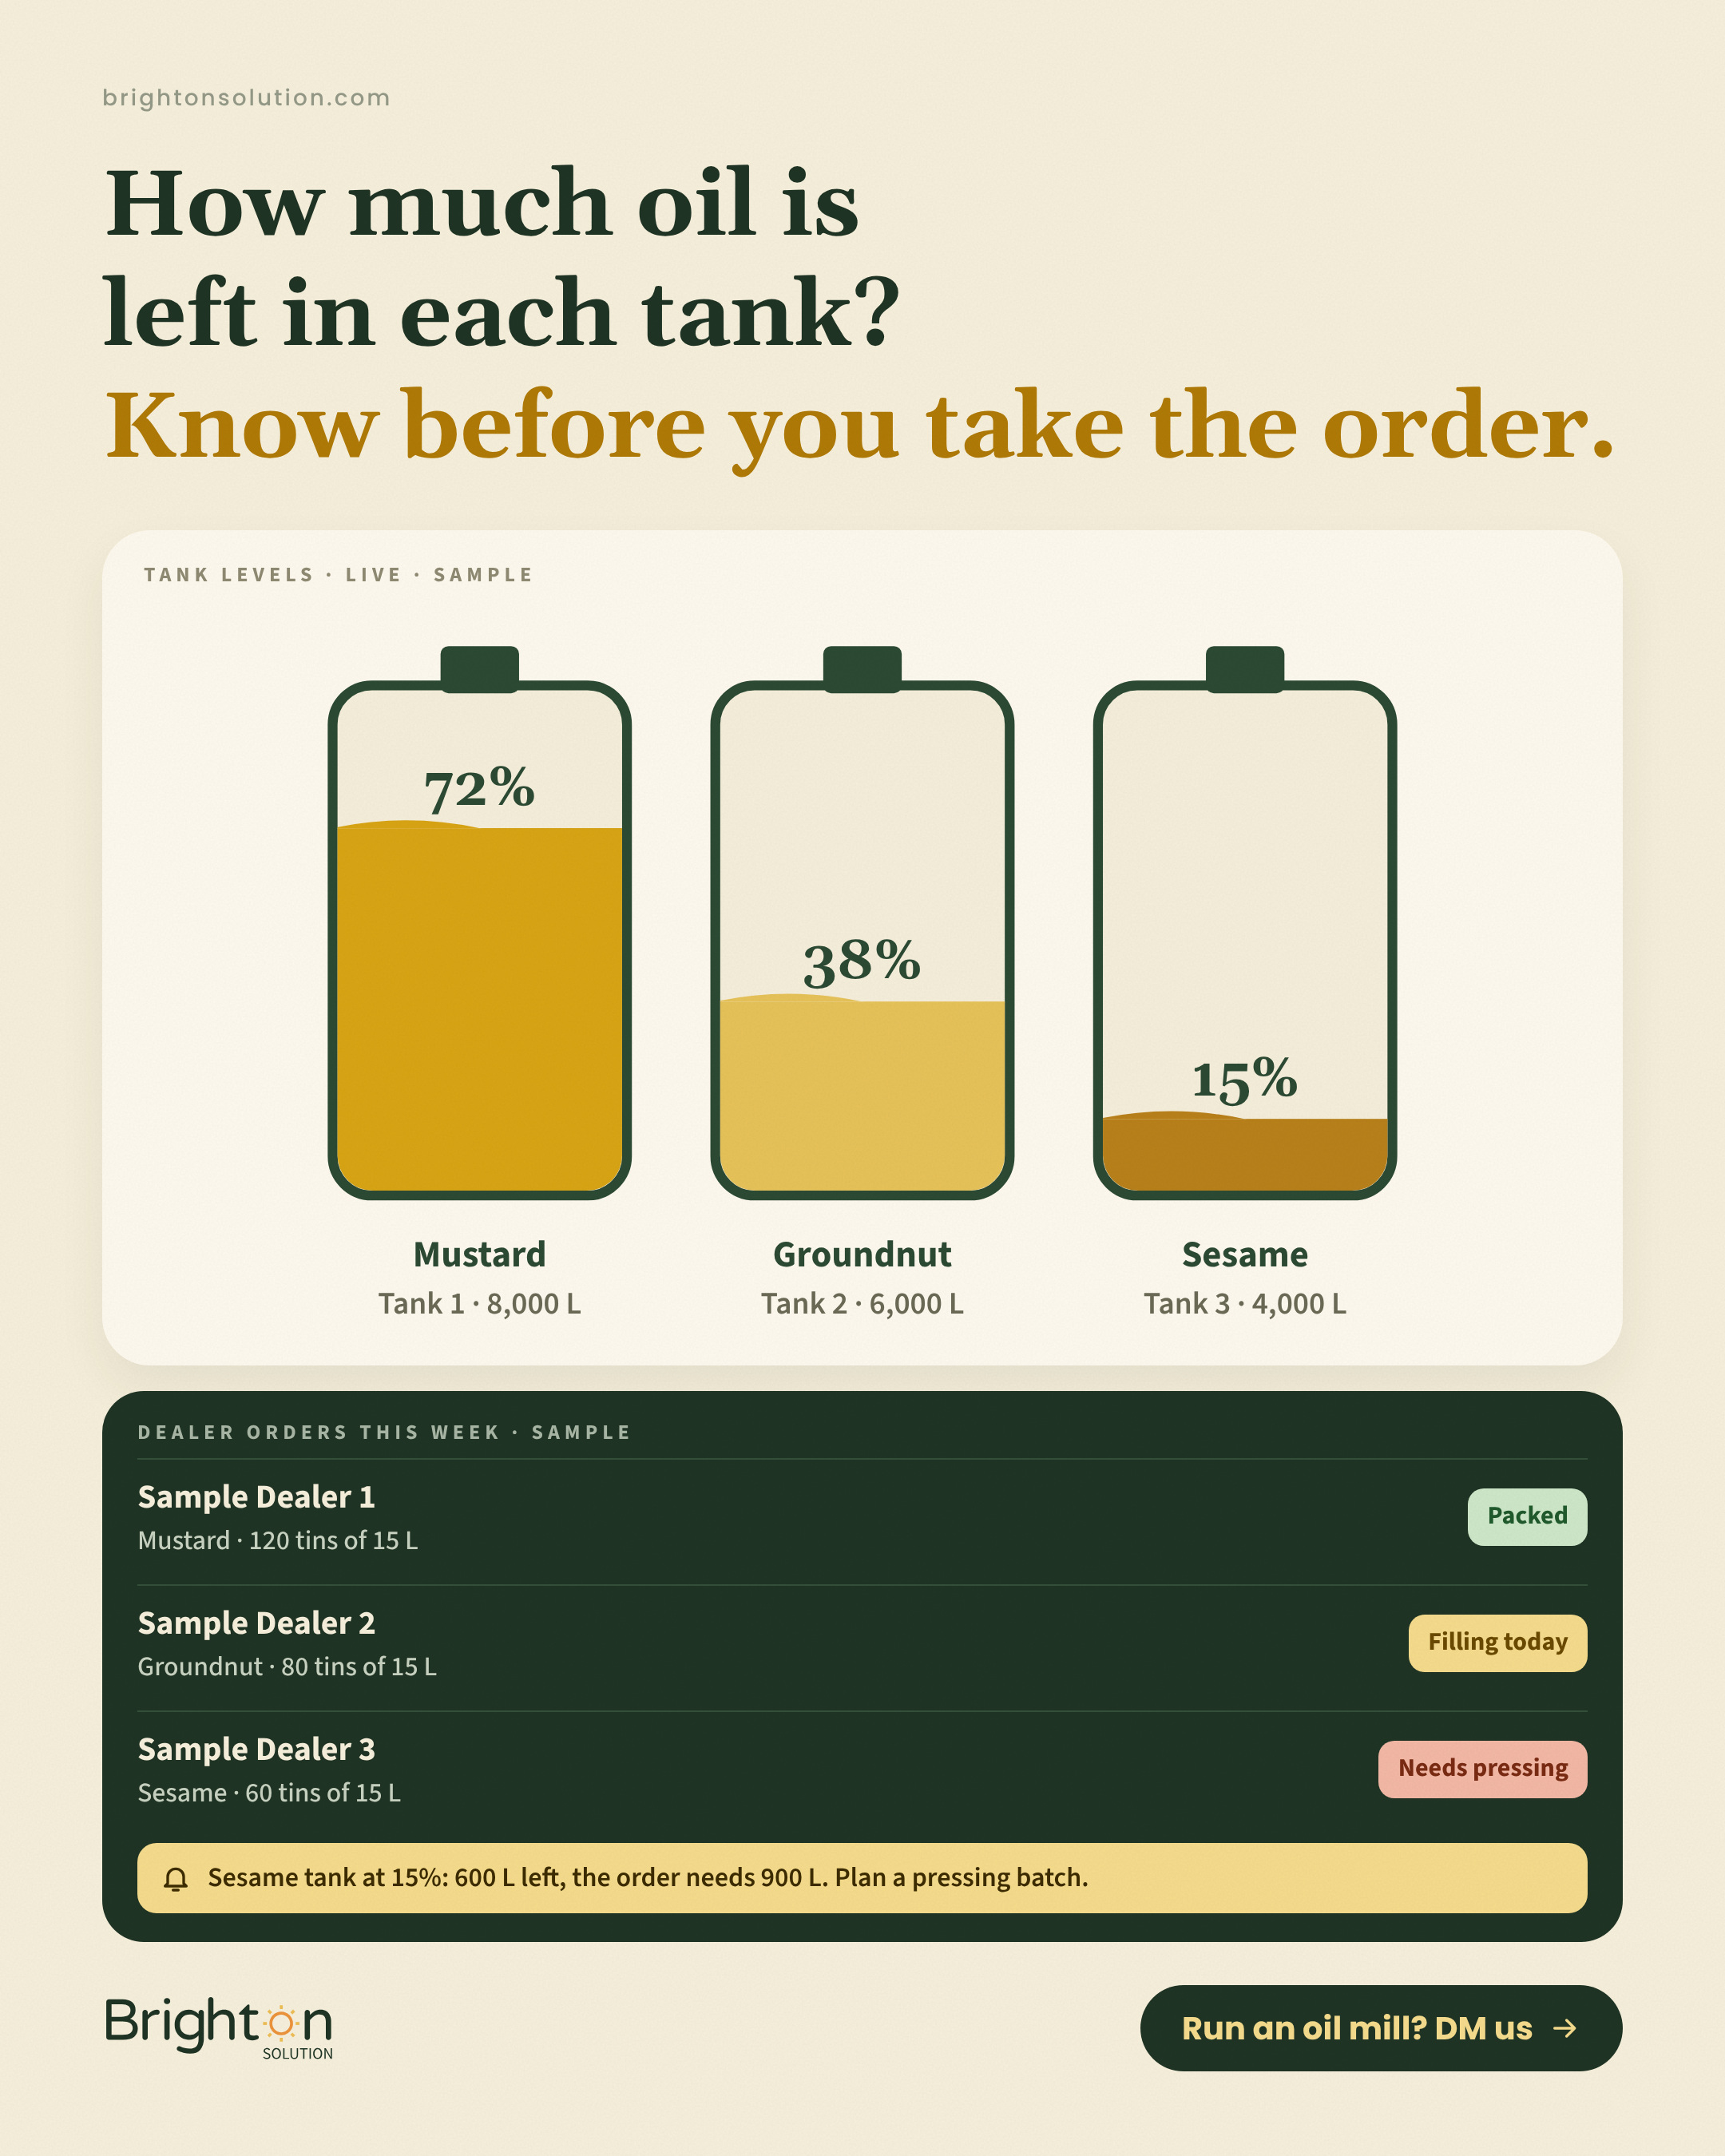 brightonsolution.com
How much oil is
left in each tank?
Know before you take the order.
TANK LEVELS · LIVE · SAMPLE
72%
38%
15%
Mustard
Tank 1 · 8,000 L
Groundnut
Tank 2 · 6,000 L
Sesame
Tank 3 · 4,000 L
DEALER ORDERS THIS WEEK · SAMPLE
Sample Dealer 1
Mustard · 120 tins of 15 L
Packed
Sample Dealer 2
Groundnut · 80 tins of 15 L
Filling today
Sample Dealer 3
Sesame · 60 tins of 15 L
Needs pressing
Sesame tank at 15%: 600 L left, the order needs 900 L. Plan a pressing batch.
Brighton
SOLUTION
Run an oil mill? DM us →